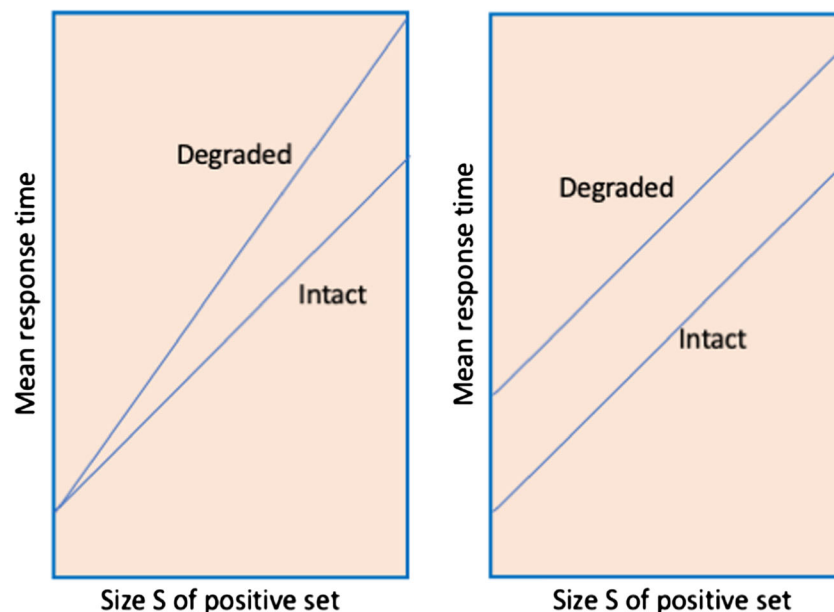 Mean response time
Degraded
Intact
Size S of positive set
Mean response time
Degraded
Intact
Size S of positive set